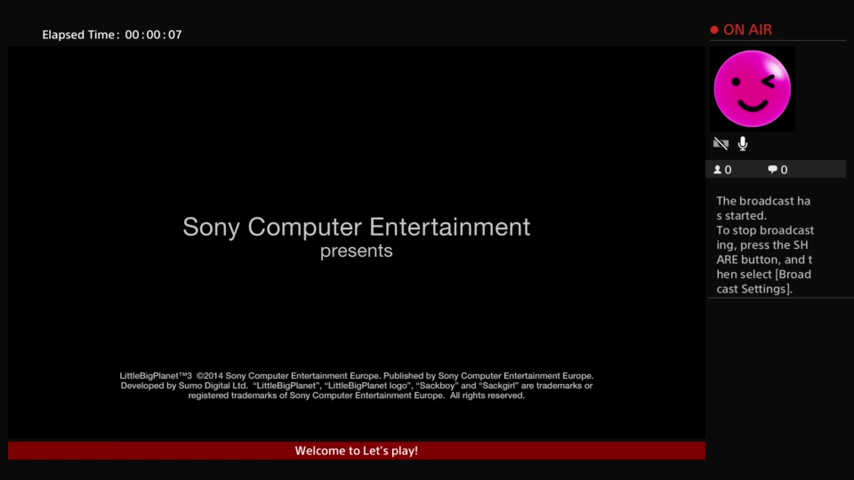 Elapsed Time: 00:00:07
ON AIR
0 0
The broadcast ha
s started.
To stop broadcast
ing, press the SH
ARE button, and t
hen select [Broad
cast Settings].
Sony Computer Entertainment
presents
LittleBigPlanet™3 ©2014 Sony Computer Entertainment Europe. Published by Sony Computer Entertainment Europe.
Developed by Sumo Digital Ltd. “LittleBigPlanet”, “LittleBigPlanet logo”, “Sackboy” and “Sackgirl” are trademarks or
registered trademarks of Sony Computer Entertainment Europe. All rights reserved.
Welcome to Let's play!